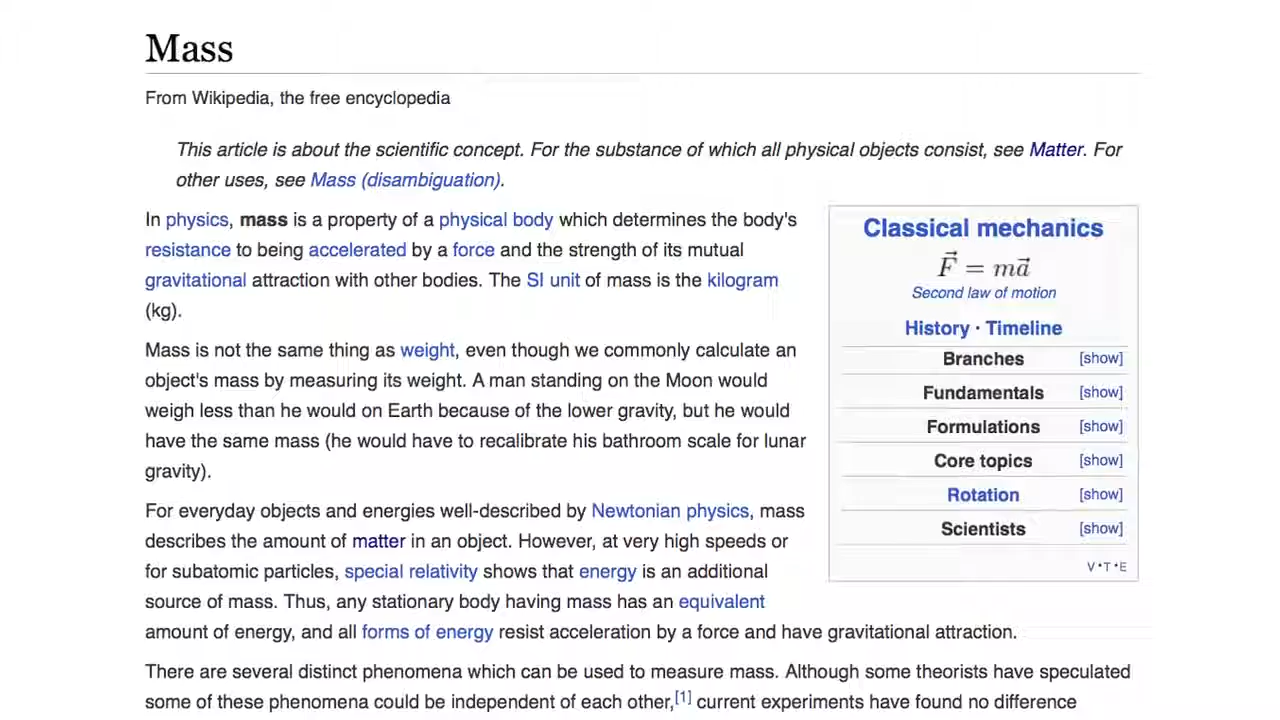 Mass
From Wikipedia, the free encyclopedia
This article is about the scientific concept. For the substance of which all physical objects consist, see Matter. For
other uses, see Mass (disambiguation).
In physics, mass is a property of a physical body which determines the body's
resistance to being accelerated by a force and the strength of its mutual
gravitational attraction with other bodies. The SI unit of mass is the kilogram
(kg).
Mass is not the same thing as weight, even though we commonly calculate an
object's mass by measuring its weight. A man standing on the Moon would
weigh less than he would on Earth because of the lower gravity, but he would
have the same mass (he would have to recalibrate his bathroom scale for lunar
gravity).
For everyday objects and energies well-described by Newtonian physics, mass
describes the amount of matter in an object. However, at very high speeds or
for subatomic particles, special relativity shows that energy is an additional
source of mass. Thus, any stationary body having mass has an equivalent
amount of energy, and all forms of energy resist acceleration by a force and have gravitational attraction.
There are several distinct phenomena which can be used to measure mass. Although some theorists have speculated
some of these phenomena could be independent of each other,[1] current experiments have found no difference
Classical mechanics
F⃗ = ma⃗
Second law of motion
History · Timeline
Branches [show]
Fundamentals [show]
Formulations [show]
Core topics [show]
Rotation [show]
Scientists [show]
V · T · E